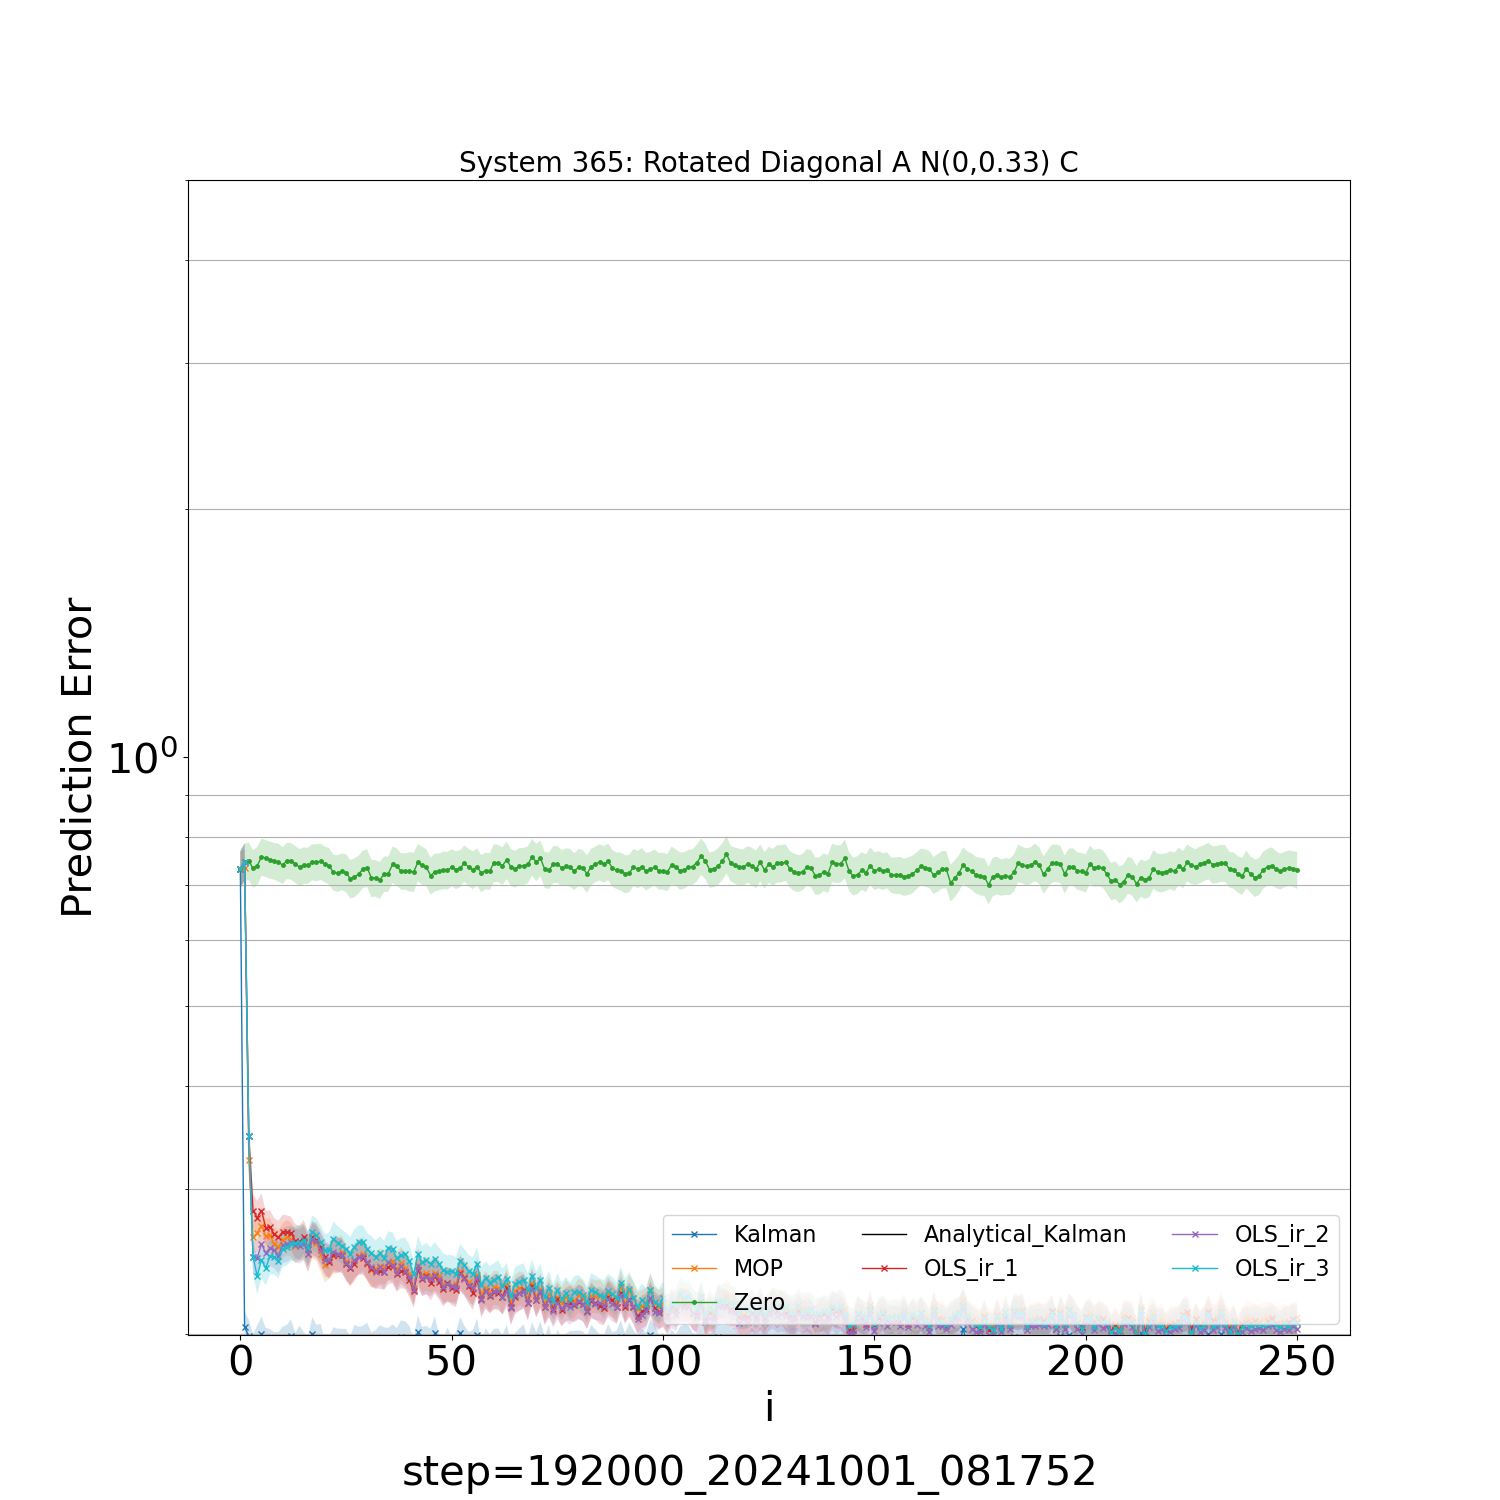 System 365: Rotated Diagonal A N(0,0.33) C
Prediction Error
10⁰
Kalman
MOP
Zero
Analytical_Kalman
OLS_ir_1
OLS_ir_2
OLS_ir_3
0 50 100 150 200 250
i
step=192000_20241001_081752